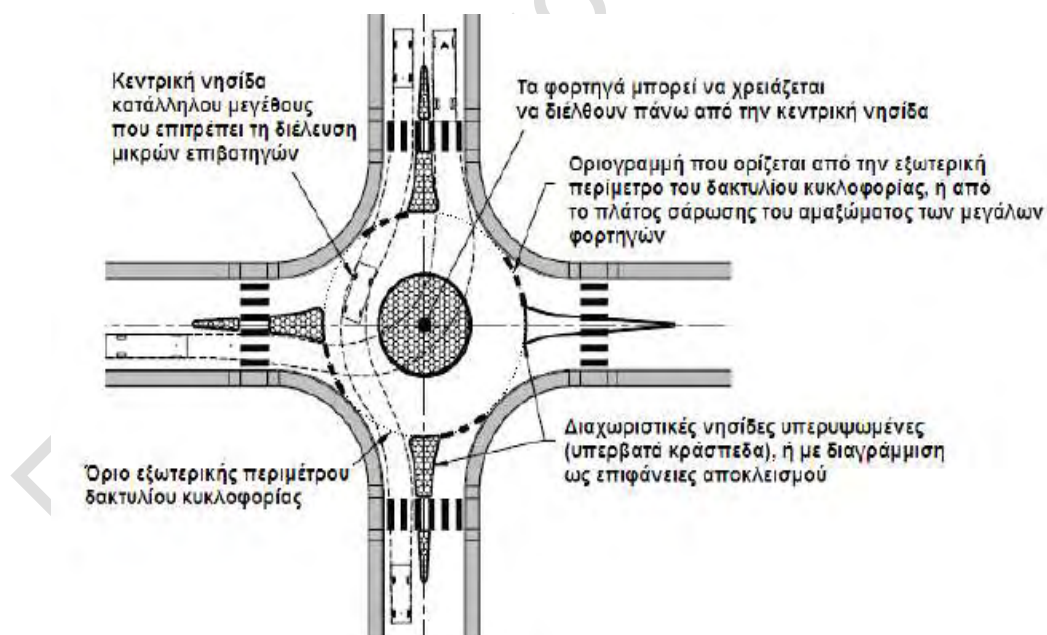 Κεντρική νησίδα
κατάλληλου μεγέθους
που επιτρέπει τη διέλευση
μικρών επιβατηγών
Τα φορτηγά μπορεί να χρειάζεται
να διέλθουν πάνω από την κεντρική νησίδα
Οριογραμμή που ορίζεται από την εξωτερική
περίμετρο του δακτυλίου κυκλοφορίας, ή από
το πλάτος σάρωσης του αμαξώματος των μεγάλων
φορτηγών
Διαχωριστικές νησίδες υπερυψωμένες
(υπερβατά κράσπεδα), ή με διαγράμμιση
ως επιφάνειες αποκλεισμού
Όριο εξωτερικής περιμέτρου
δακτυλίου κυκλοφορίας